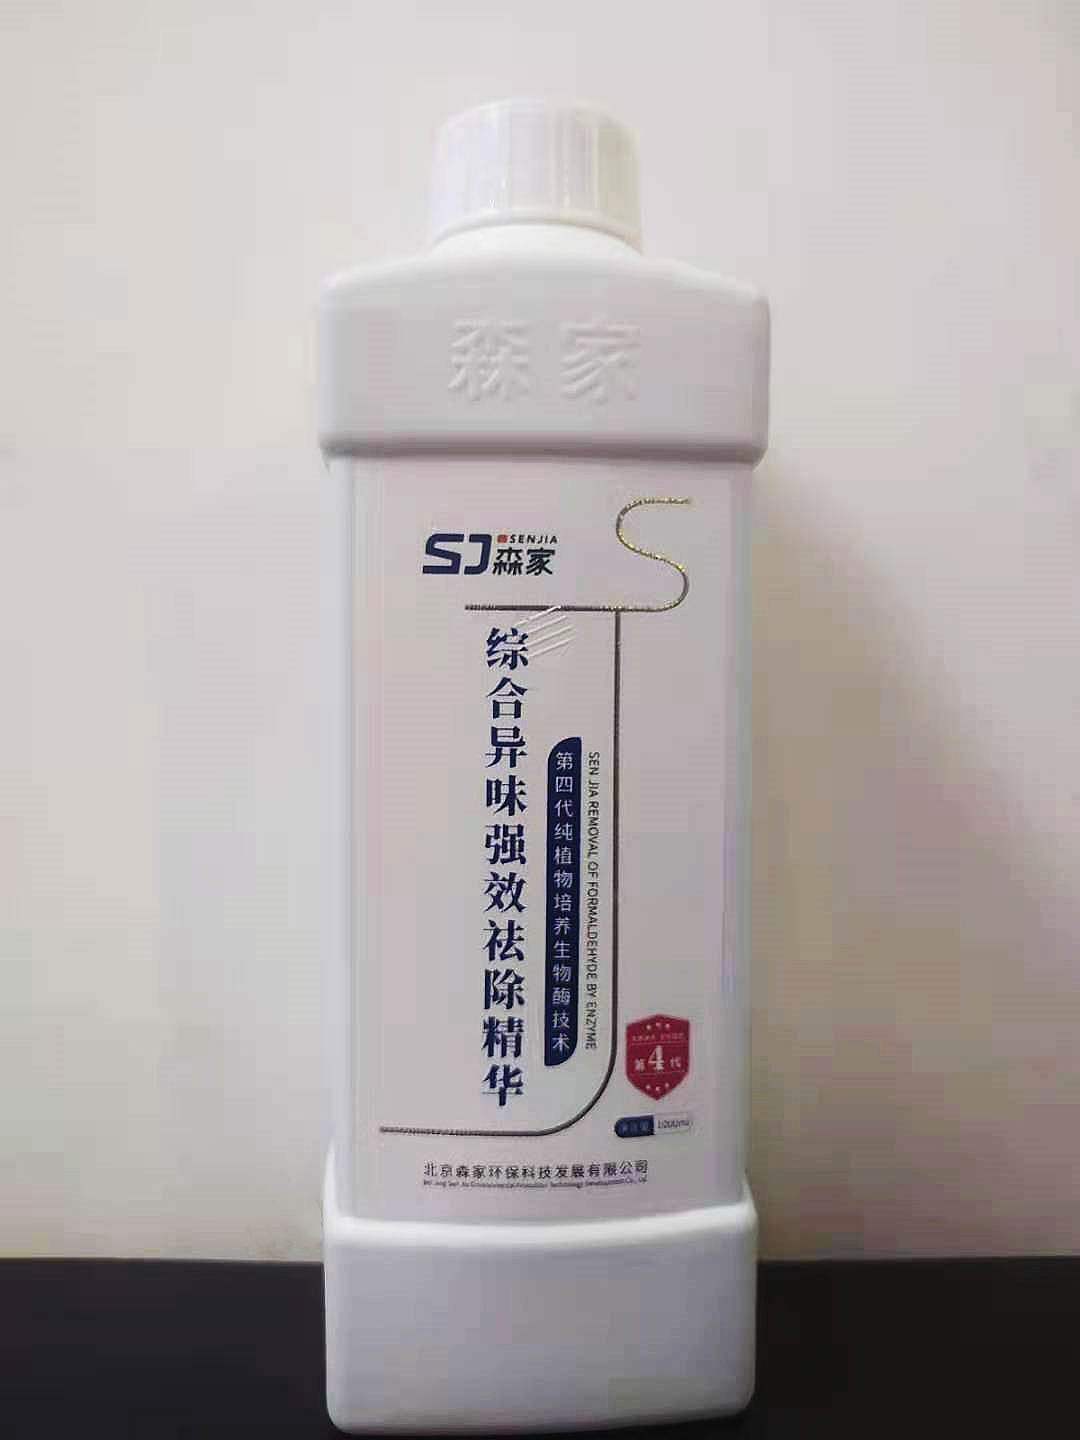 森家
SJ SENJIA
森家
综合异味强效祛除精华
第四代纯植物培养生物酶技术
SEN JIA REMOVAL OF FORMALDEHYDE BY ENZYME
第4代
1000ml
北京森家环保科技发展有限公司